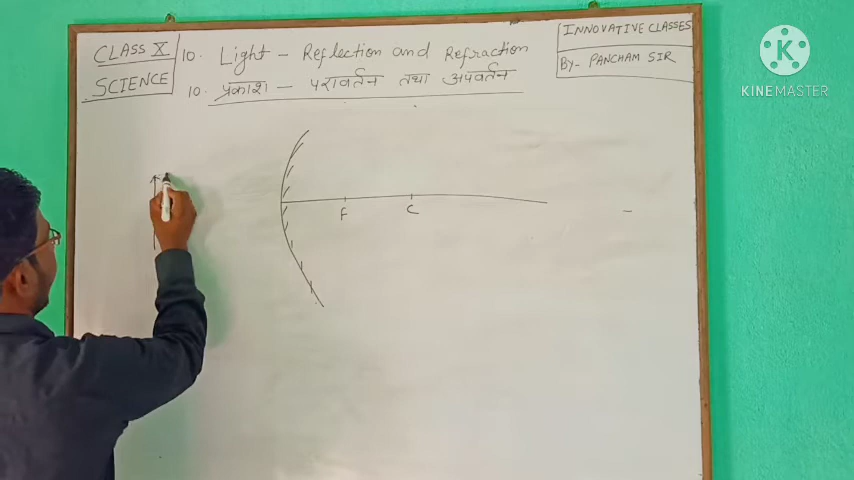 CLASS X
SCIENCE
10. Light - Reflection and Refraction
10. प्रकाश - परावर्तन तथा अपवर्तन
INNOVATIVE CLASSES
BY- PANCHAM SIR
KINEMASTER
F
C